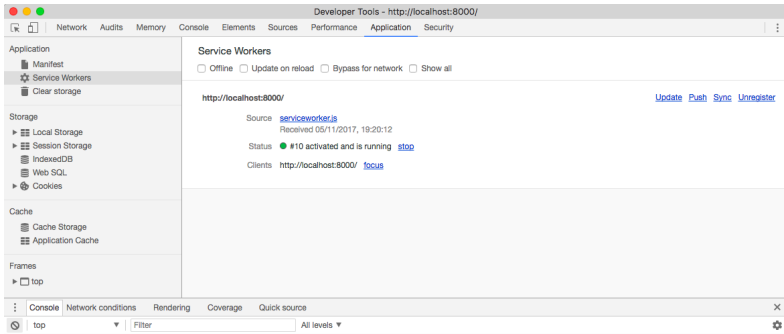 Developer Tools - http://localhost:8000/
Network Audits Memory Console Elements Sources Performance Application Security
Application
Manifest
Service Workers
Clear storage
Storage
Local Storage
Session Storage
IndexedDB
Web SQL
Cookies
Cache
Cache Storage
Application Cache
Frames
top
Service Workers
Offline Update on reload Bypass for network Show all
http://localhost:8000/ Update Push Sync Unregister
Source serviceworker.js
Received 05/11/2017, 19:20:12
Status #10 activated and is running stop
Clients http://localhost:8000/ focus
Console Network conditions Rendering Coverage Quick source
top Filter All levels